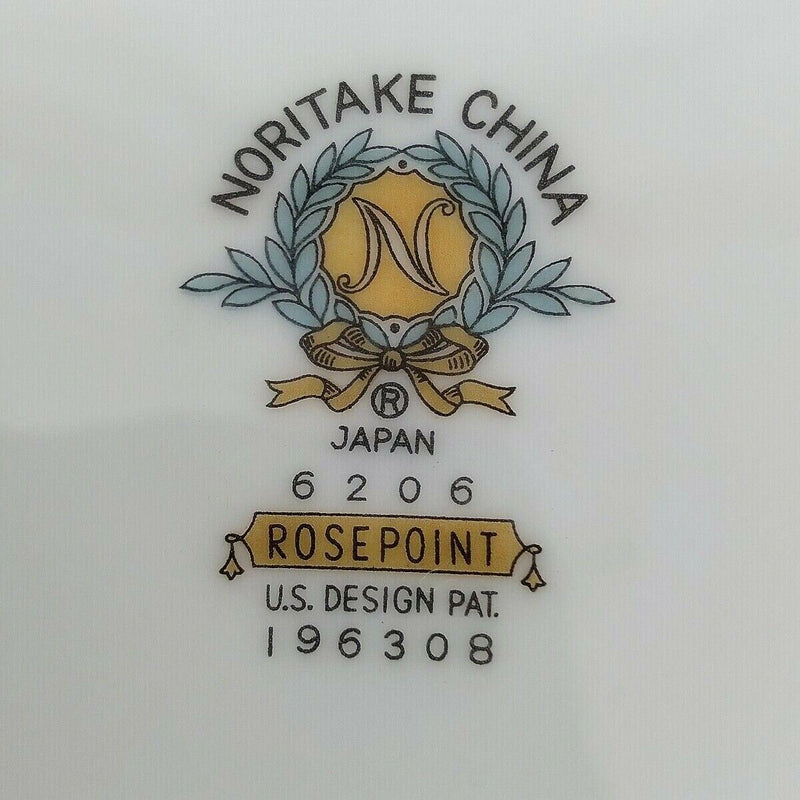 NORITAKE CHINA
N
®
JAPAN
6206
ROSEPOINT
U.S. DESIGN PAT.
196308